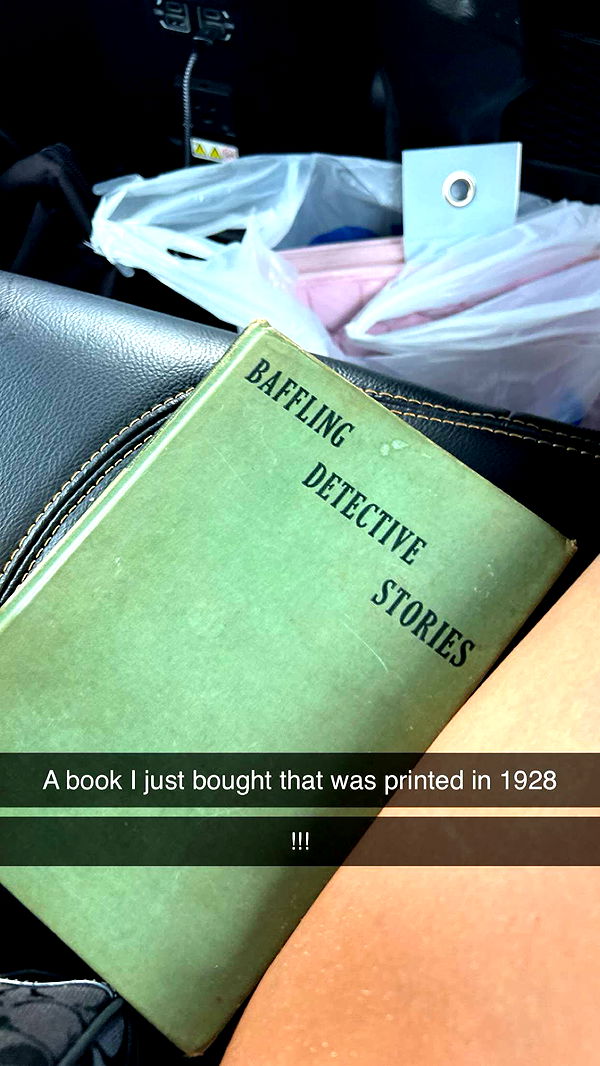 BAFFLING
DETECTIVE
STORIES
A book I just bought that was printed in 1928
!!!